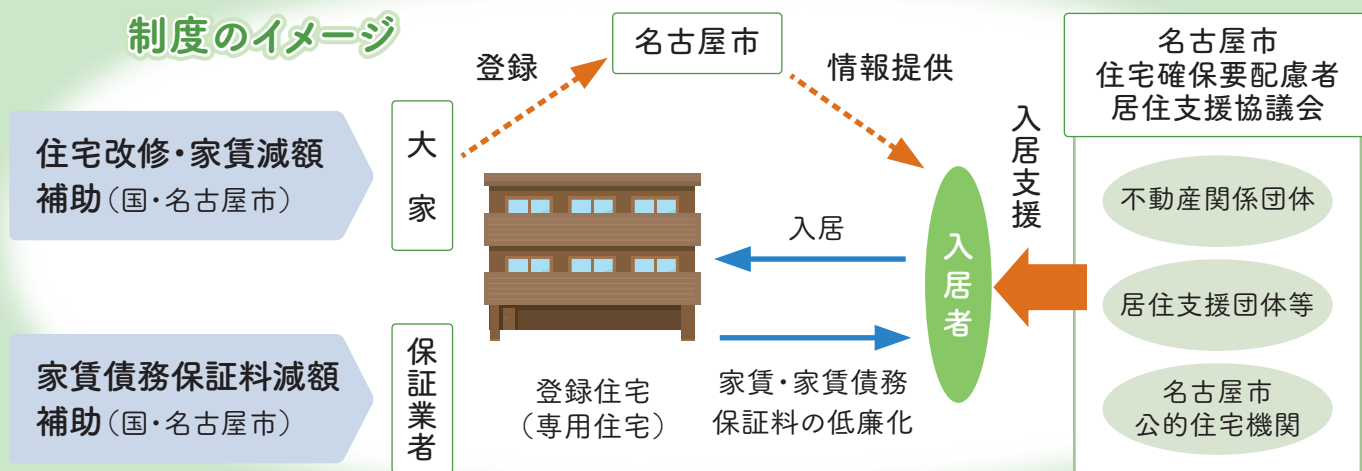 制度のイメージ
名古屋市
登録
情報提供
名古屋市
住宅確保要配慮者
居住支援協議会
住宅改修・家賃減額
補助(国・名古屋市)
大家
入居支援
不動産関係団体
入居
入居者
居住支援団体等
家賃債務保証料減額
補助(国・名古屋市)
保証業者
登録住宅
(専用住宅)
家賃・家賃債務
保証料の低廉化
名古屋市
公的住宅機関